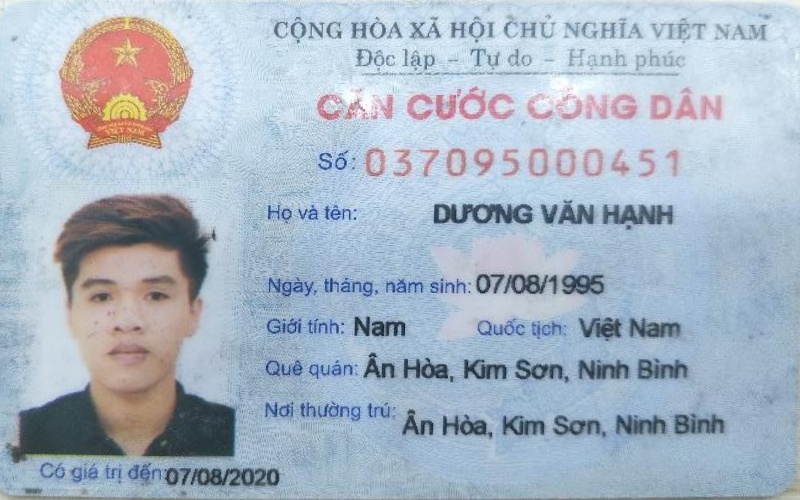 CỘNG HÒA XÃ HỘI CHỦ NGHĨA VIỆT NAM
Độc lập - Tự do - Hạnh phúc
CĂN CƯỚC CÔNG DÂN
Số: 037095000451
Họ và tên: DƯƠNG VĂN HẠNH
Ngày, tháng, năm sinh: 07/08/1995
Giới tính: Nam Quốc tịch: Việt Nam
Quê quán: Ân Hòa, Kim Sơn, Ninh Bình
Nơi thường trú: Ân Hòa, Kim Sơn, Ninh Bình
Có giá trị đến: 07/08/2020